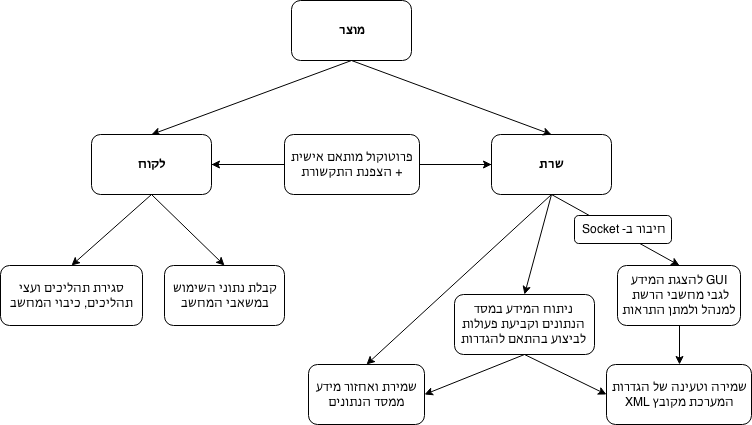 מוצר
שרת
פרוטוקול מותאם אישית
+ הצפנת התקשורת
לקוח
חיבור ב- Socket
GUI להצגת המידע
לגבי מחשבי הרשת
למנהל ולמתן התראות
ניתוח המידע במסד
הנתונים וקביעת פעולות
לביצוע בהתאם להגדרות
קבלת נתוני השימוש
במשאבי המחשב
סגירת תהליכים ועצי
תהליכים, כיבוי המחשב
שמירה וטעינה של הגדרות
המערכת מקובץ XML
שמירת ואחזור מידע
ממסד הנתונים